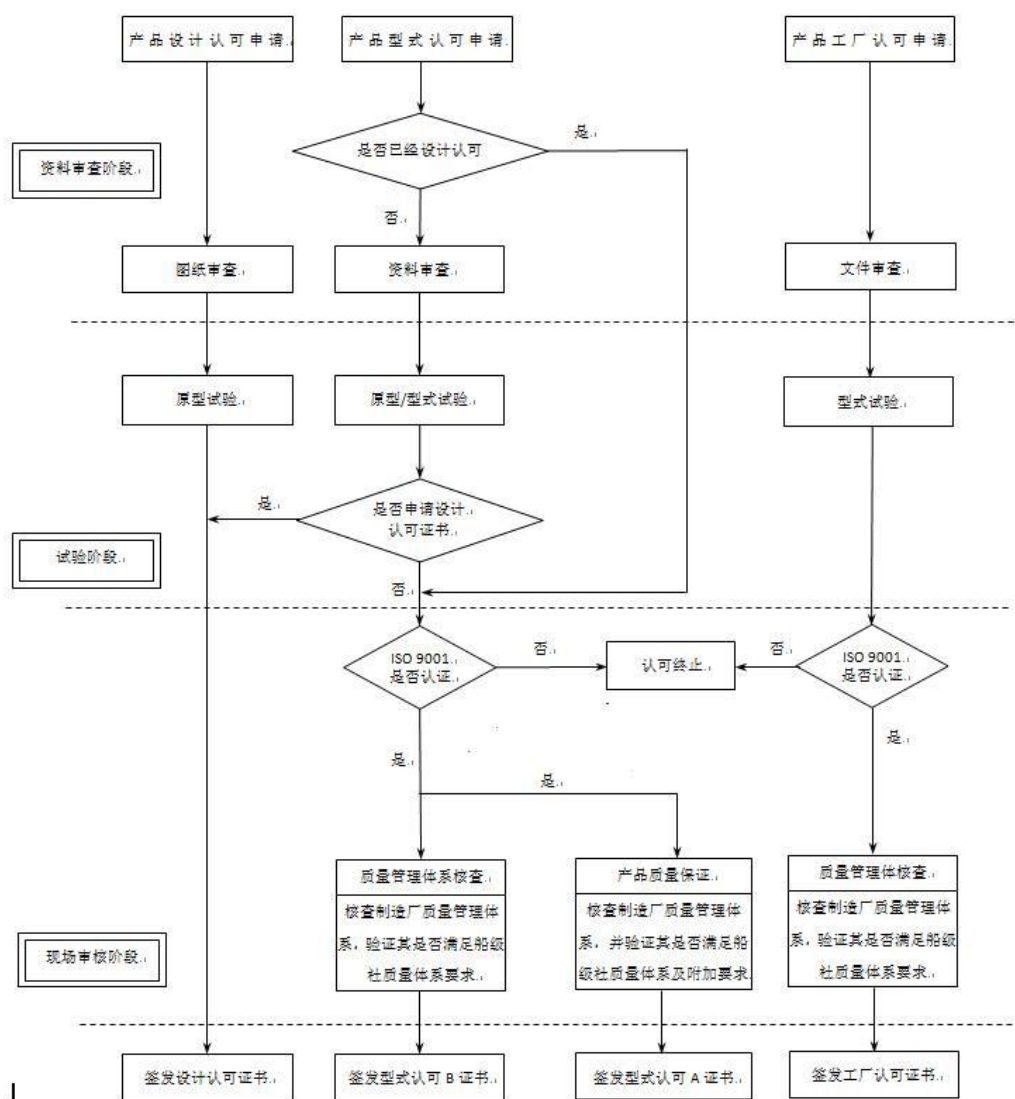 产品设计认可申请
产品型式认可申请
产品工厂认可申请
是
是否已经设计认可
资料审查阶段
否
图纸审查
资料审查
文件审查
原型试验
原型/型式试验
型式试验
是
是否申请设计
认可证书
试验阶段
否
ISO 9001
是否认证
否
认可终止
否
ISO 9001
是否认证
是
是
是
质量管理体系核查
核查制造厂质量管理体
系，验证其是否满足船级
社质量体系要求
产品质量保证
核查制造厂质量管理体
系，并验证其是否满足船
级社质量体系及附加要求
质量管理体核查
核查制造厂质量管理体
系，验证其是否满足船级
社质量体系要求
现场审核阶段
签发设计认可证书
签发型式认可 B 证书
签发型式认可 A 证书
签发工厂认可证书